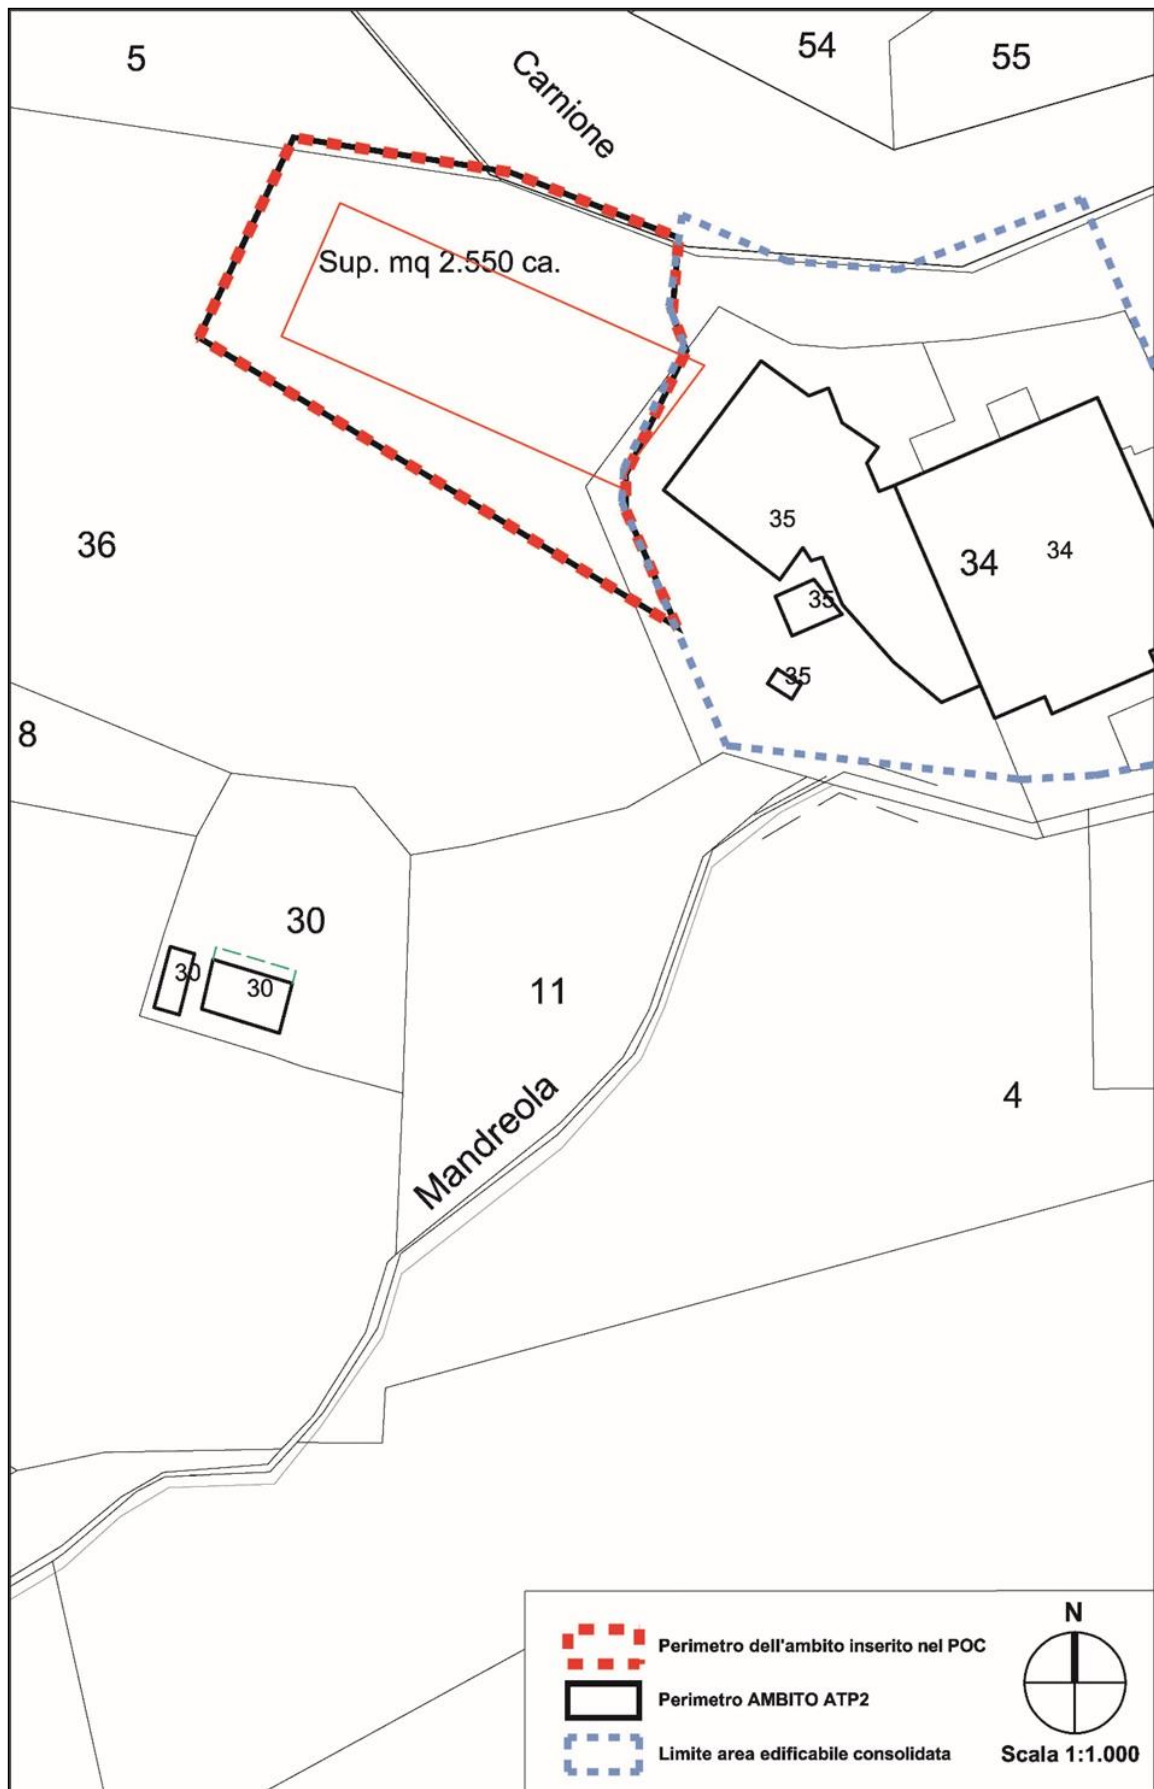 5
54
55
Carnione
Sup. mq 2.550 ca.
36
35
34
34
35
35
8
30
30
30
11
4
Mandreola
N
Perimetro dell'ambito inserito nel POC
Perimetro AMBITO ATP2
Limite area edificabile consolidata
Scala 1:1.000